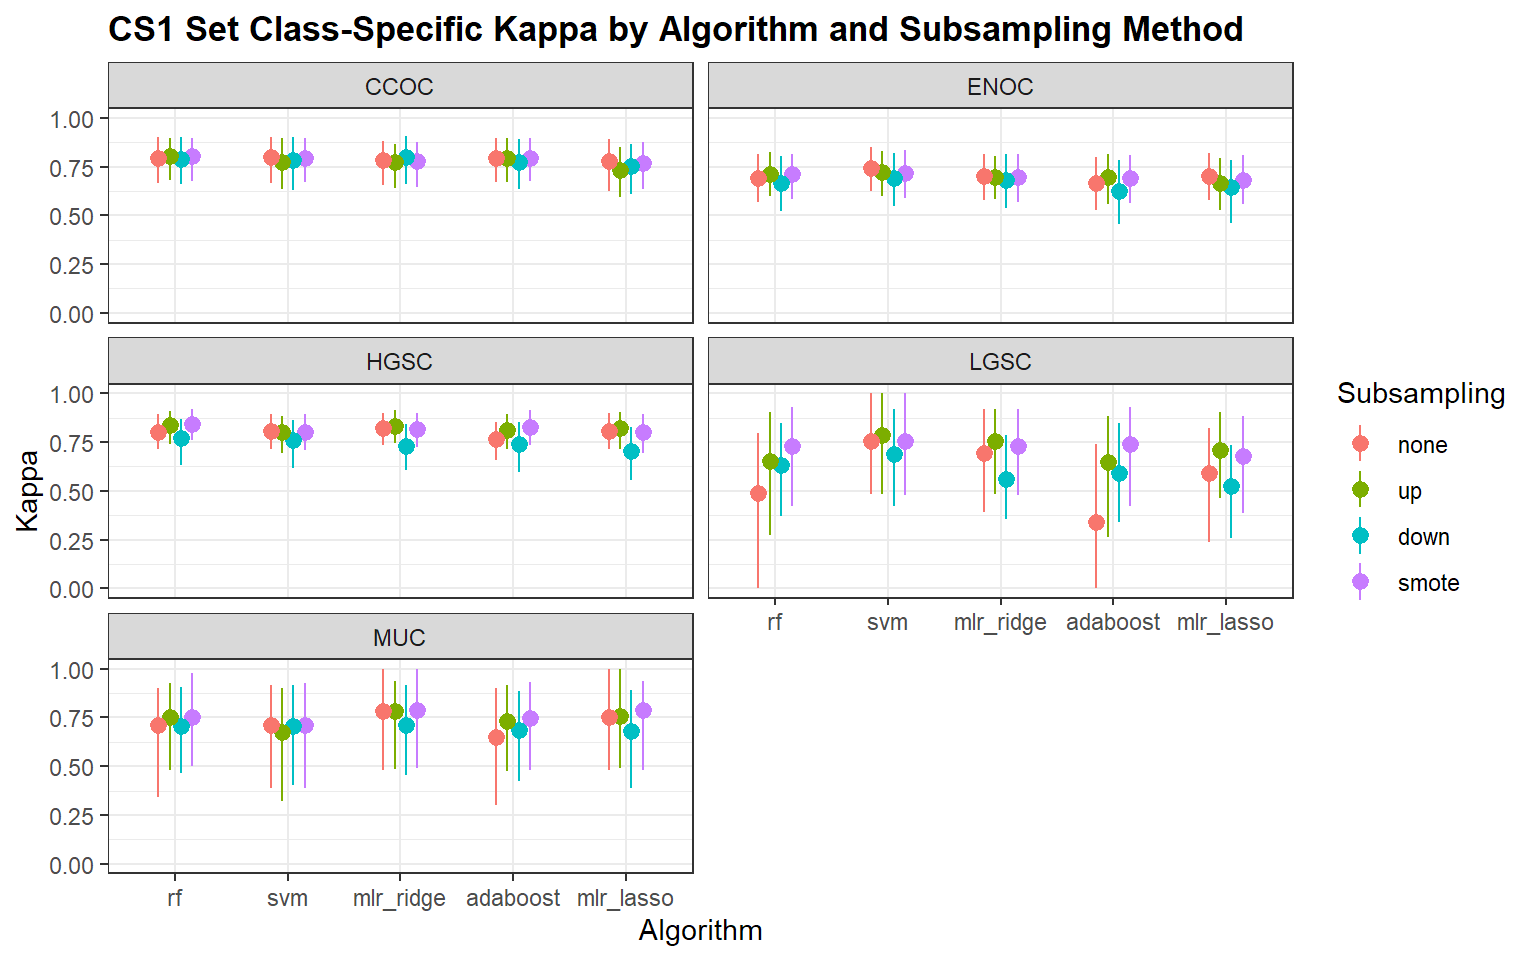 CS1 Set Class-Specific Kappa by Algorithm and Subsampling Method
CCOC
ENOC
1.00
0.75
0.50
0.25
0.00
HGSC
LGSC
1.00
0.75
0.50
0.25
0.00
rf svm mlr_ridge adaboost mlr_lasso
MUC
1.00
0.75
0.50
0.25
0.00
rf svm mlr_ridge adaboost mlr_lasso
Kappa
Algorithm
Subsampling
none
up
down
smote